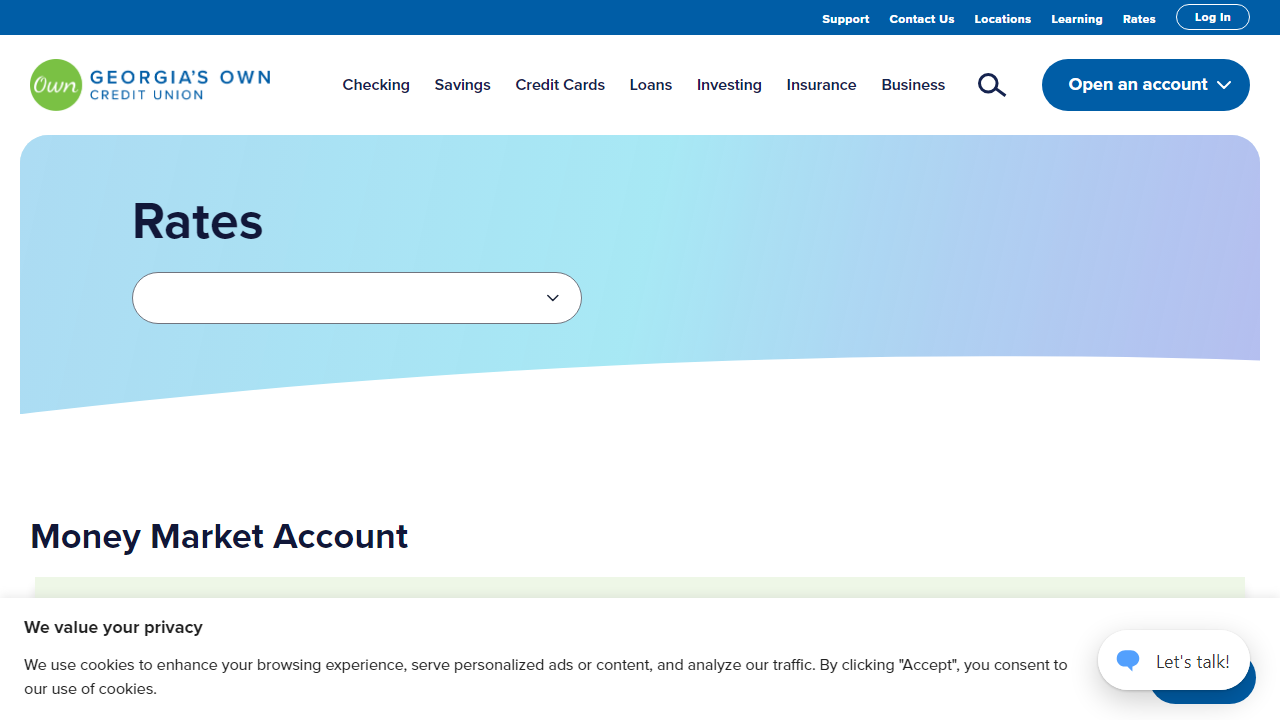 Support Contact Us Locations Learning Rates Log In
Own GEORGIA'S OWN
CREDIT UNION
Checking Savings Credit Cards Loans Investing Insurance Business Open an account
Rates
Money Market Account
We value your privacy
We use cookies to enhance your browsing experience, serve personalized ads or content, and analyze our traffic. By clicking "Accept", you consent to
our use of cookies.
Let's talk!